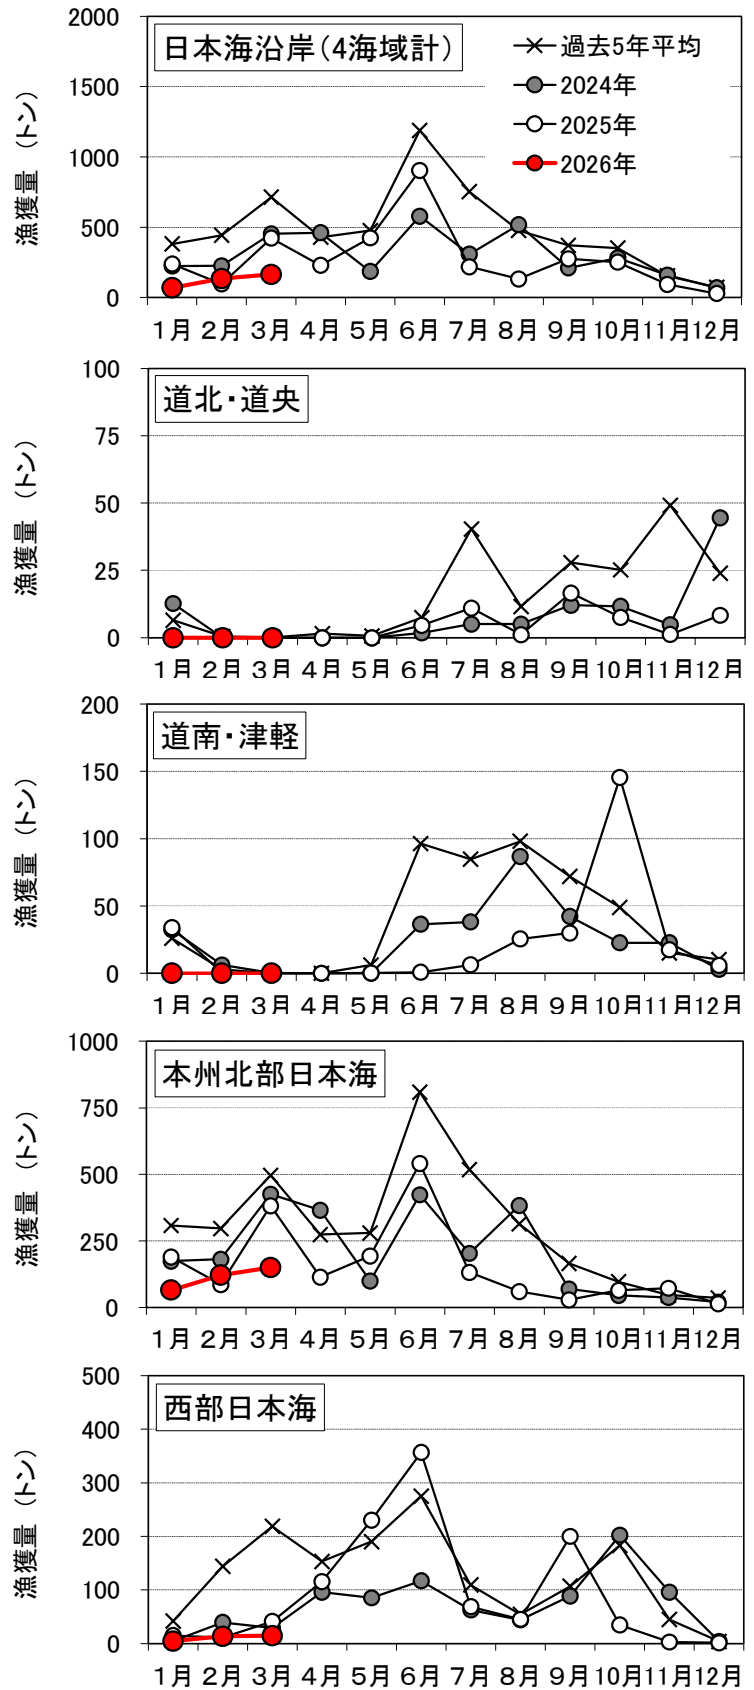 日本海沿岸（4海域計）
過去5年平均
2024年
2025年
2026年
漁獲量（トン）
2000
1500
1000
500
0
1月 2月 3月 4月 5月 6月 7月 8月 9月 10月 11月 12月
道北・道央
漁獲量（トン）
100
75
50
25
0
1月 2月 3月 4月 5月 6月 7月 8月 9月 10月 11月 12月
道南・津軽
漁獲量（トン）
200
150
100
50
0
1月 2月 3月 4月 5月 6月 7月 8月 9月 10月 11月 12月
本州北部日本海
漁獲量（トン）
1000
750
500
250
0
1月 2月 3月 4月 5月 6月 7月 8月 9月 10月 11月 12月
西部日本海
漁獲量（トン）
500
400
300
200
100
0
1月 2月 3月 4月 5月 6月 7月 8月 9月 10月 11月 12月